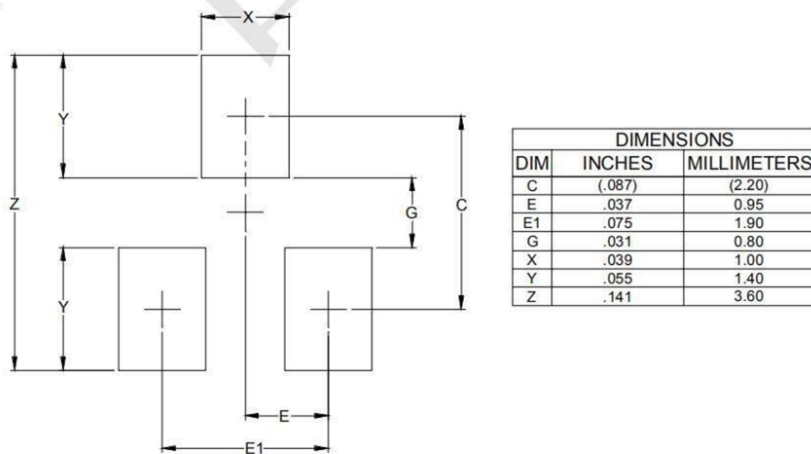 X
Y
Z
G
C
Y
E
E1
DIMENSIONS
DIM INCHES MILLIMETERS
C (.087) (2.20)
E .037 0.95
E1 .075 1.90
G .031 0.80
X .039 1.00
Y .055 1.40
Z .141 3.60